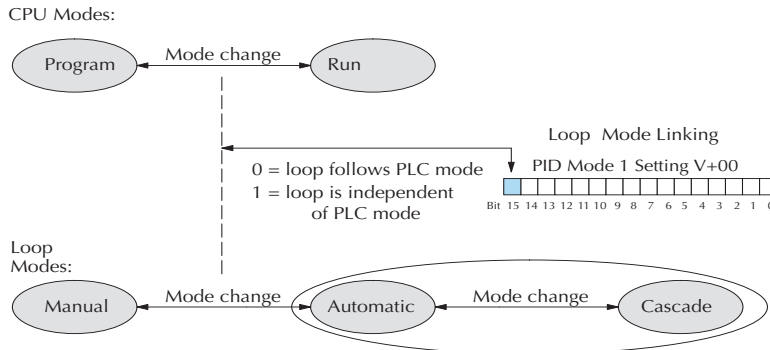 CPU Modes:
Program
Mode change
Run
Loop Mode Linking
0 = loop follows PLC mode
PID Mode 1 Setting V+00
1 = loop is independent
of PLC mode
Bit 15 14 13 12 11 10 9 8 7 6 5 4 3 2 1 0
Loop
Modes:
Manual
Mode change
Automatic
Mode change
Cascade